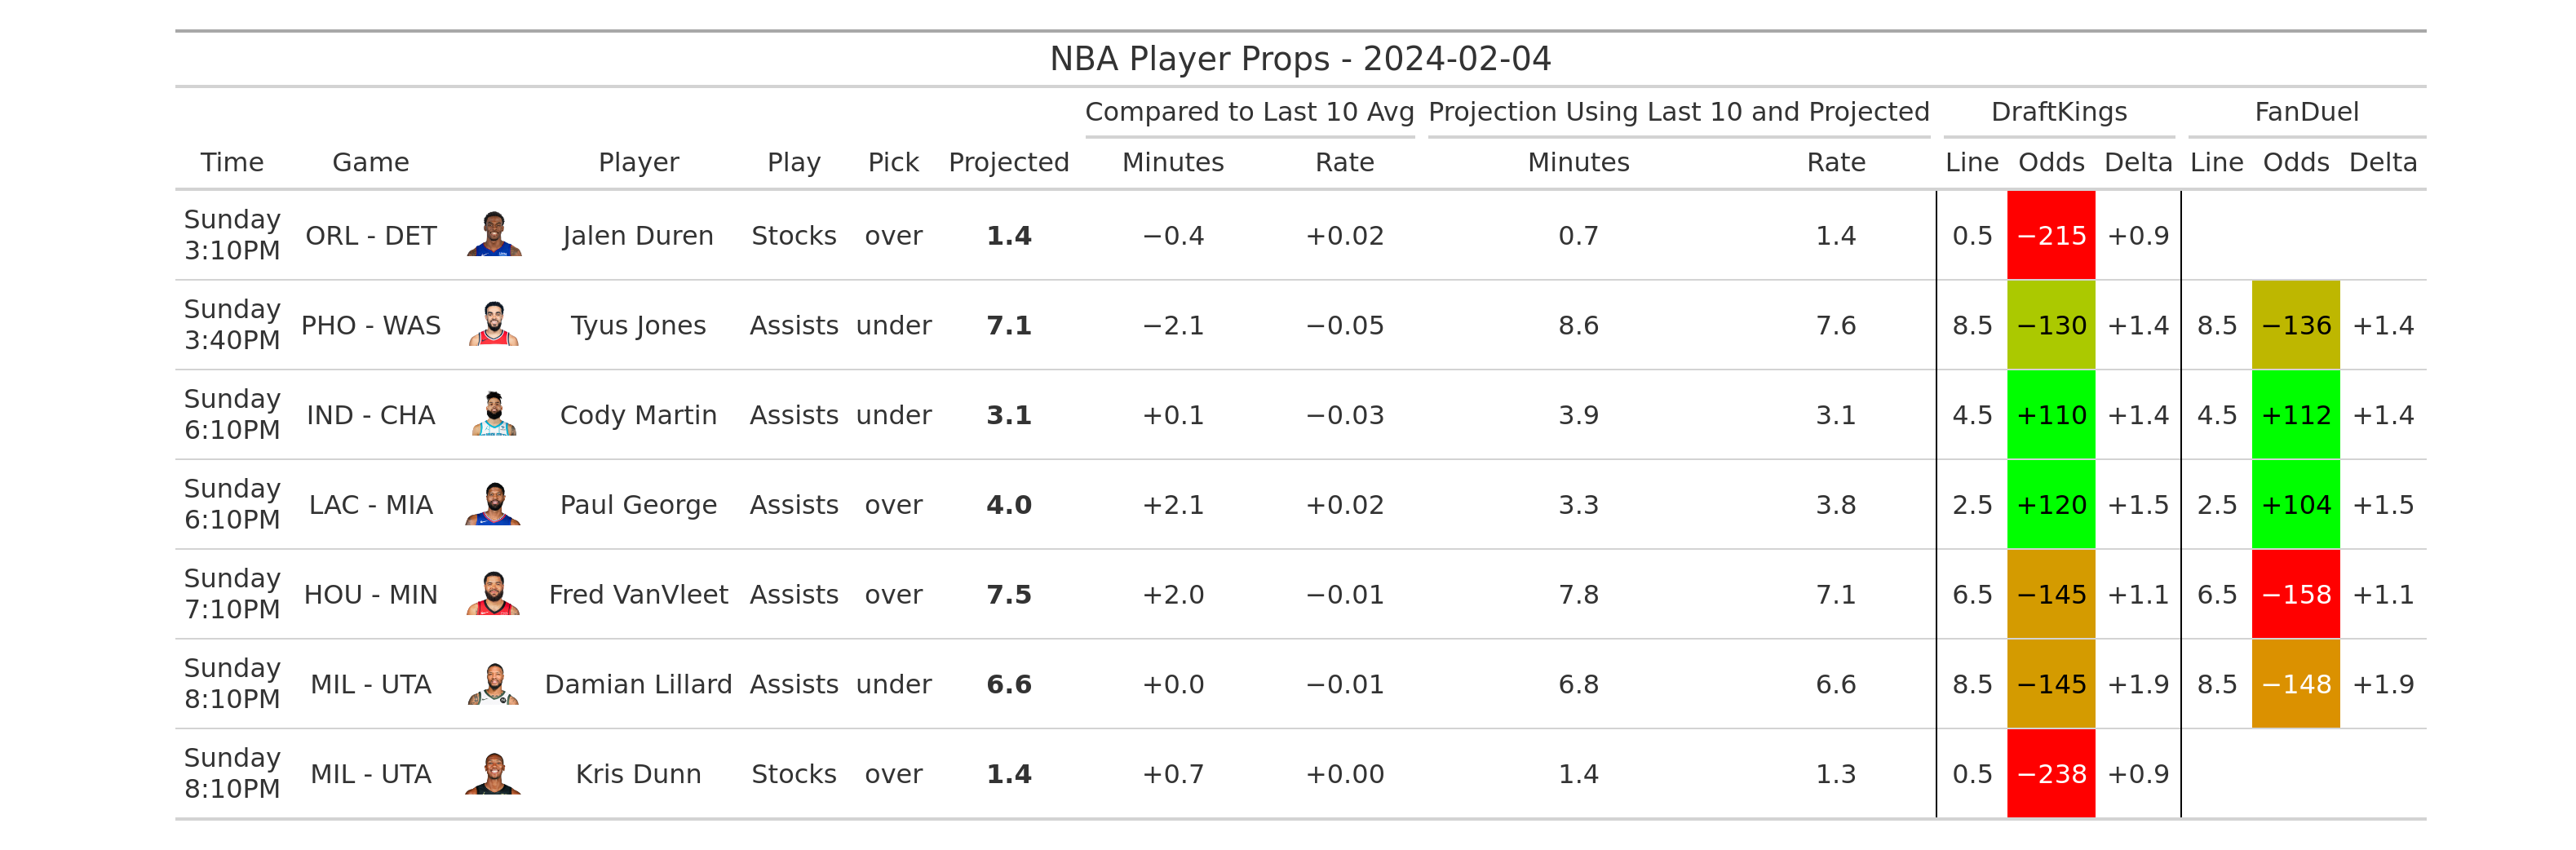 NBA Player Props - 2024-02-04
Compared to Last 10 Avg Projection Using Last 10 and Projected DraftKings FanDuel
Time Game Player Play Pick Projected Minutes Rate Minutes Rate Line Odds Delta Line Odds Delta
Sunday
3:10PM ORL - DET Jalen Duren Stocks over 1.4 −0.4 +0.02 0.7 1.4 0.5 −215 +0.9
Sunday
3:40PM PHO - WAS Tyus Jones Assists under 7.1 −2.1 −0.05 8.6 7.6 8.5 −130 +1.4 8.5 −136 +1.4
Sunday
6:10PM IND - CHA Cody Martin Assists under 3.1 +0.1 −0.03 3.9 3.1 4.5 +110 +1.4 4.5 +112 +1.4
Sunday
6:10PM LAC - MIA Paul George Assists over 4.0 +2.1 +0.02 3.3 3.8 2.5 +120 +1.5 2.5 +104 +1.5
Sunday
7:10PM HOU - MIN Fred VanVleet Assists over 7.5 +2.0 −0.01 7.8 7.1 6.5 −145 +1.1 6.5 −158 +1.1
Sunday
8:10PM MIL - UTA Damian Lillard Assists under 6.6 +0.0 −0.01 6.8 6.6 8.5 −145 +1.9 8.5 −148 +1.9
Sunday
8:10PM MIL - UTA Kris Dunn Stocks over 1.4 +0.7 +0.00 1.4 1.3 0.5 −238 +0.9